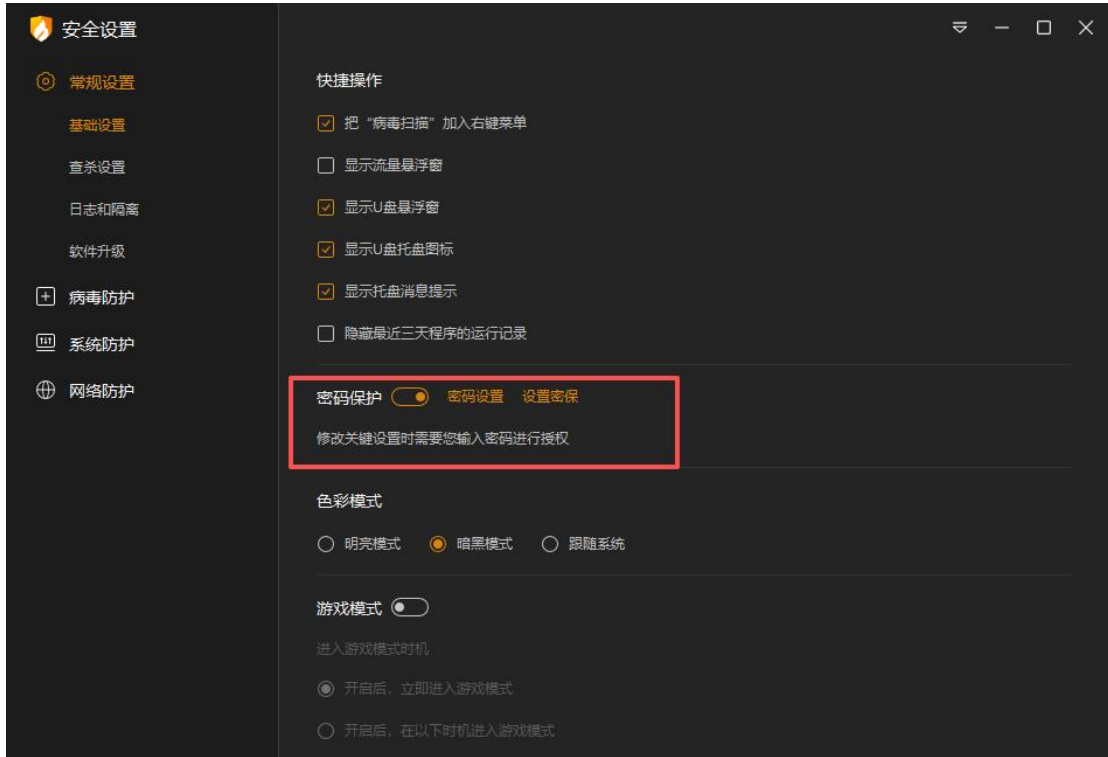 安全设置
常规设置
基础设置
查杀设置
日志和隔离
软件升级
病毒防护
系统防护
网络防护
快捷操作
把“病毒扫描”加入右键菜单
显示流量悬浮窗
显示U盘悬浮窗
显示U盘托盘图标
显示托盘消息提示
隐藏最近三天程序的运行记录
密码保护 密码设置 设置密保
修改关键设置时需要您输入密码进行授权
色彩模式
明亮模式 暗黑模式 跟随系统
游戏模式
进入游戏模式时机
开启后，立即进入游戏模式
开启后，在以下时机进入游戏模式